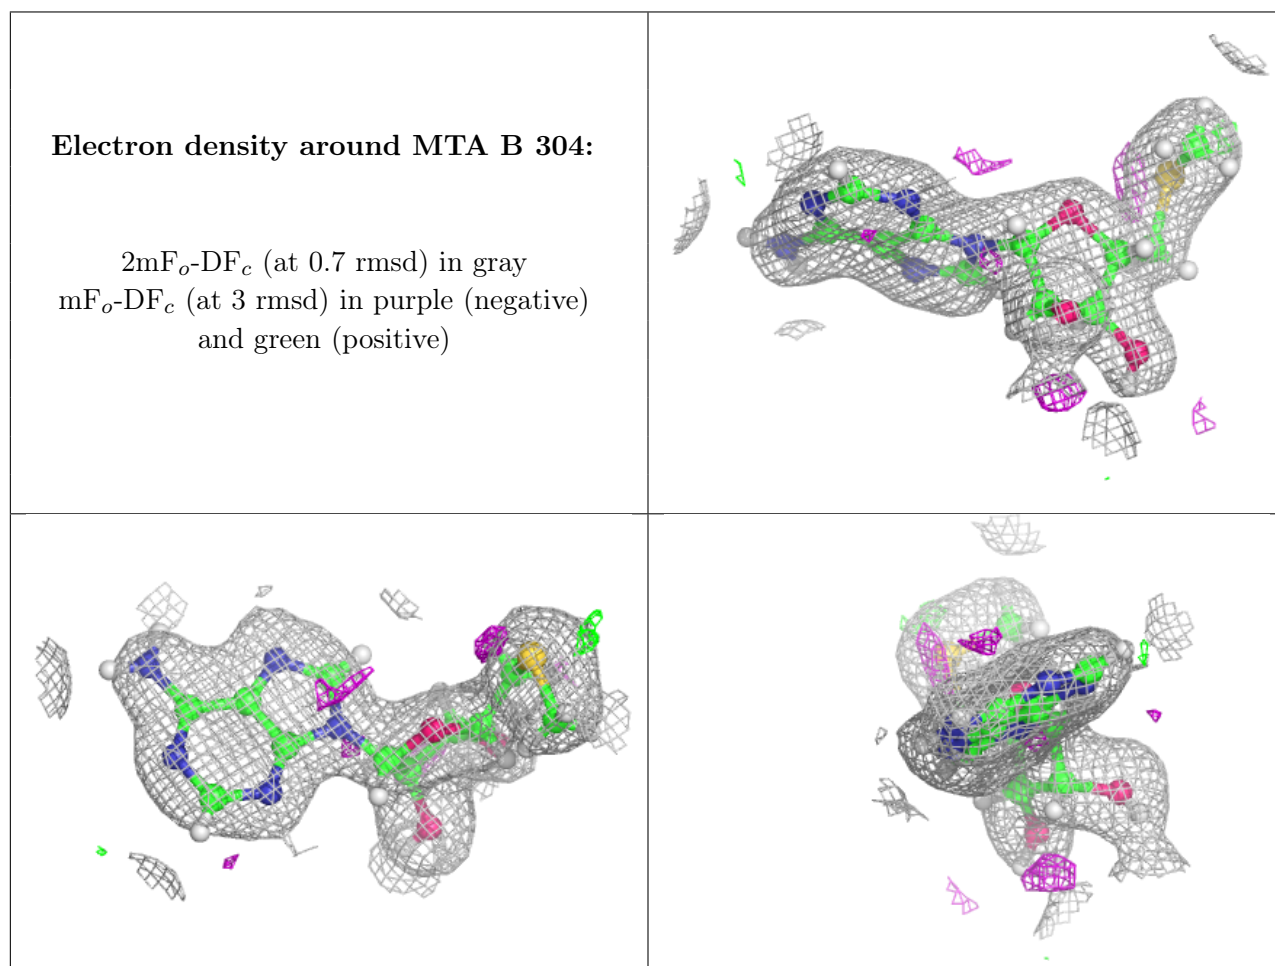 Electron density around MTA B 304:
2mFo-DFc (at 0.7 rmsd) in gray
mFo-DFc (at 3 rmsd) in purple (negative)
and green (positive)